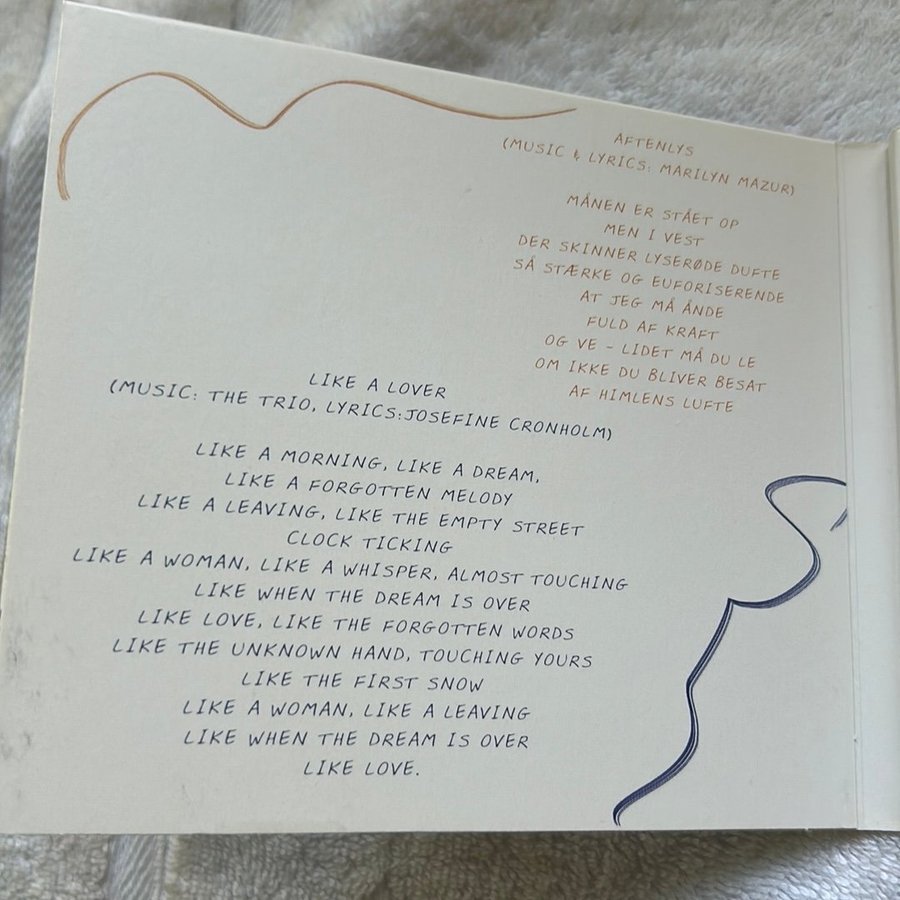 AFTENLYS
(MUSIC & LYRICS: MARILYN MAZUR)
MÅNEN ER STÅET OP
MEN I VEST
DER SKINNER LYSERØDE DUFTE
SÅ STÆRKE OG EUFORISERENDE
AT JEG MÅ ÅNDE
FULD AF KRAFT
OG VE - LIDET MÅ DU LE
OM IKKE DU BLIVER BESAT
AF HIMLENS LUFTE
LIKE A LOVER
(MUSIC: THE TRIO, LYRICS:JOSEFINE CRONHOLM)
LIKE A MORNING, LIKE A DREAM,
LIKE A FORGOTTEN MELODY
LIKE A LEAVING, LIKE THE EMPTY STREET
CLOCK TICKING
LIKE A WOMAN, LIKE A WHISPER, ALMOST TOUCHING
LIKE WHEN THE DREAM IS OVER
LIKE LOVE, LIKE THE FORGOTTEN WORDS
LIKE THE UNKNOWN HAND, TOUCHING YOURS
LIKE THE FIRST SNOW
LIKE A WOMAN, LIKE A LEAVING
LIKE WHEN THE DREAM IS OVER
LIKE LOVE.